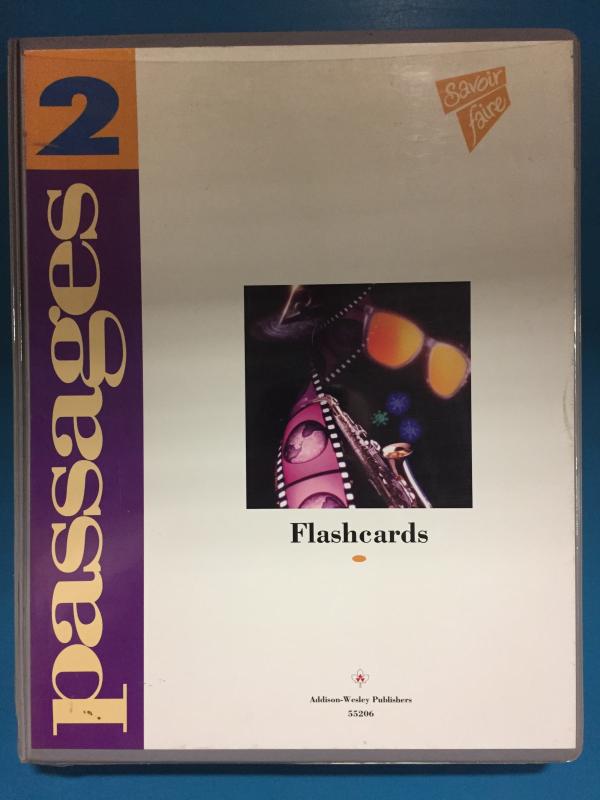 2
passages
Savoir
faire
Flashcards
Addison-Wesley Publishers
55206